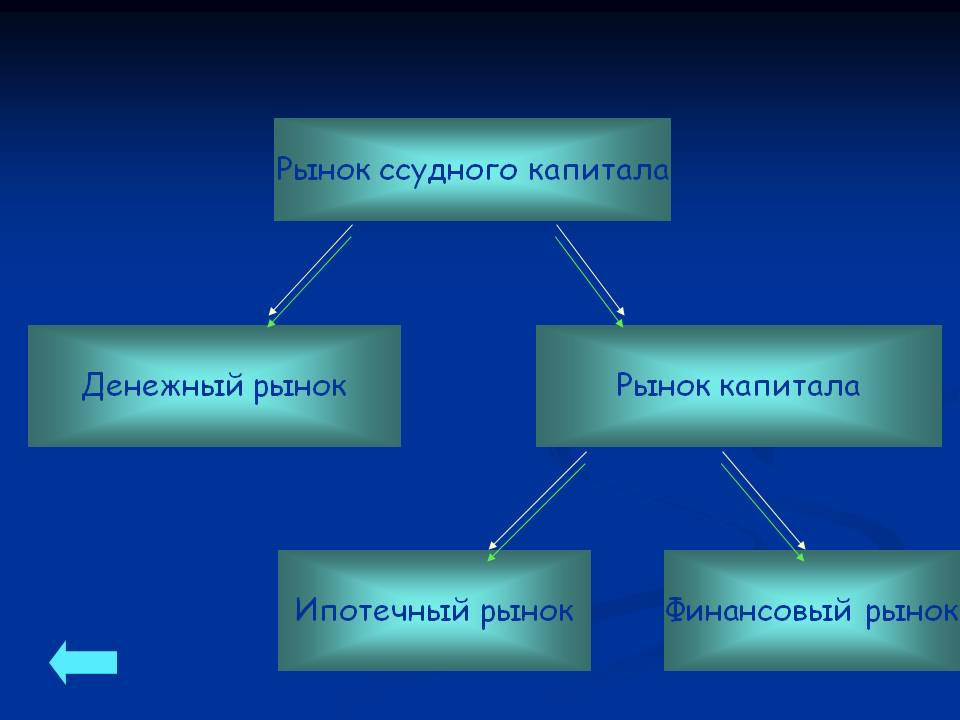 Рынок ссудного капитала
Денежный рынок
Рынок капитала
Ипотечный рынок
Финансовый рынок